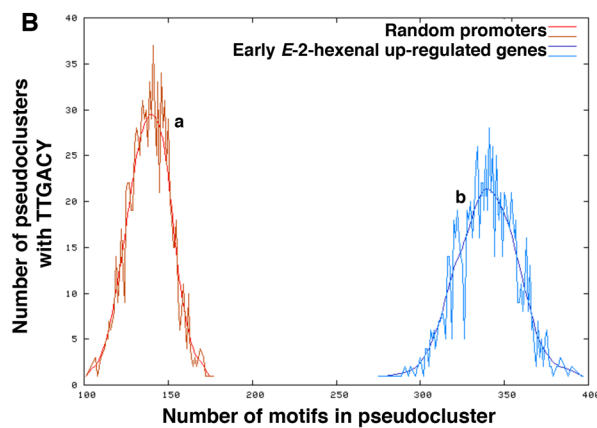 B
Random promoters
Early E-2-hexenal up-regulated genes
Number of pseudoclusters
with TTGACY
40
35
30
25
20
15
10
5
0
a
b
100 150 200 250 300 350 400
Number of motifs in pseudocluster